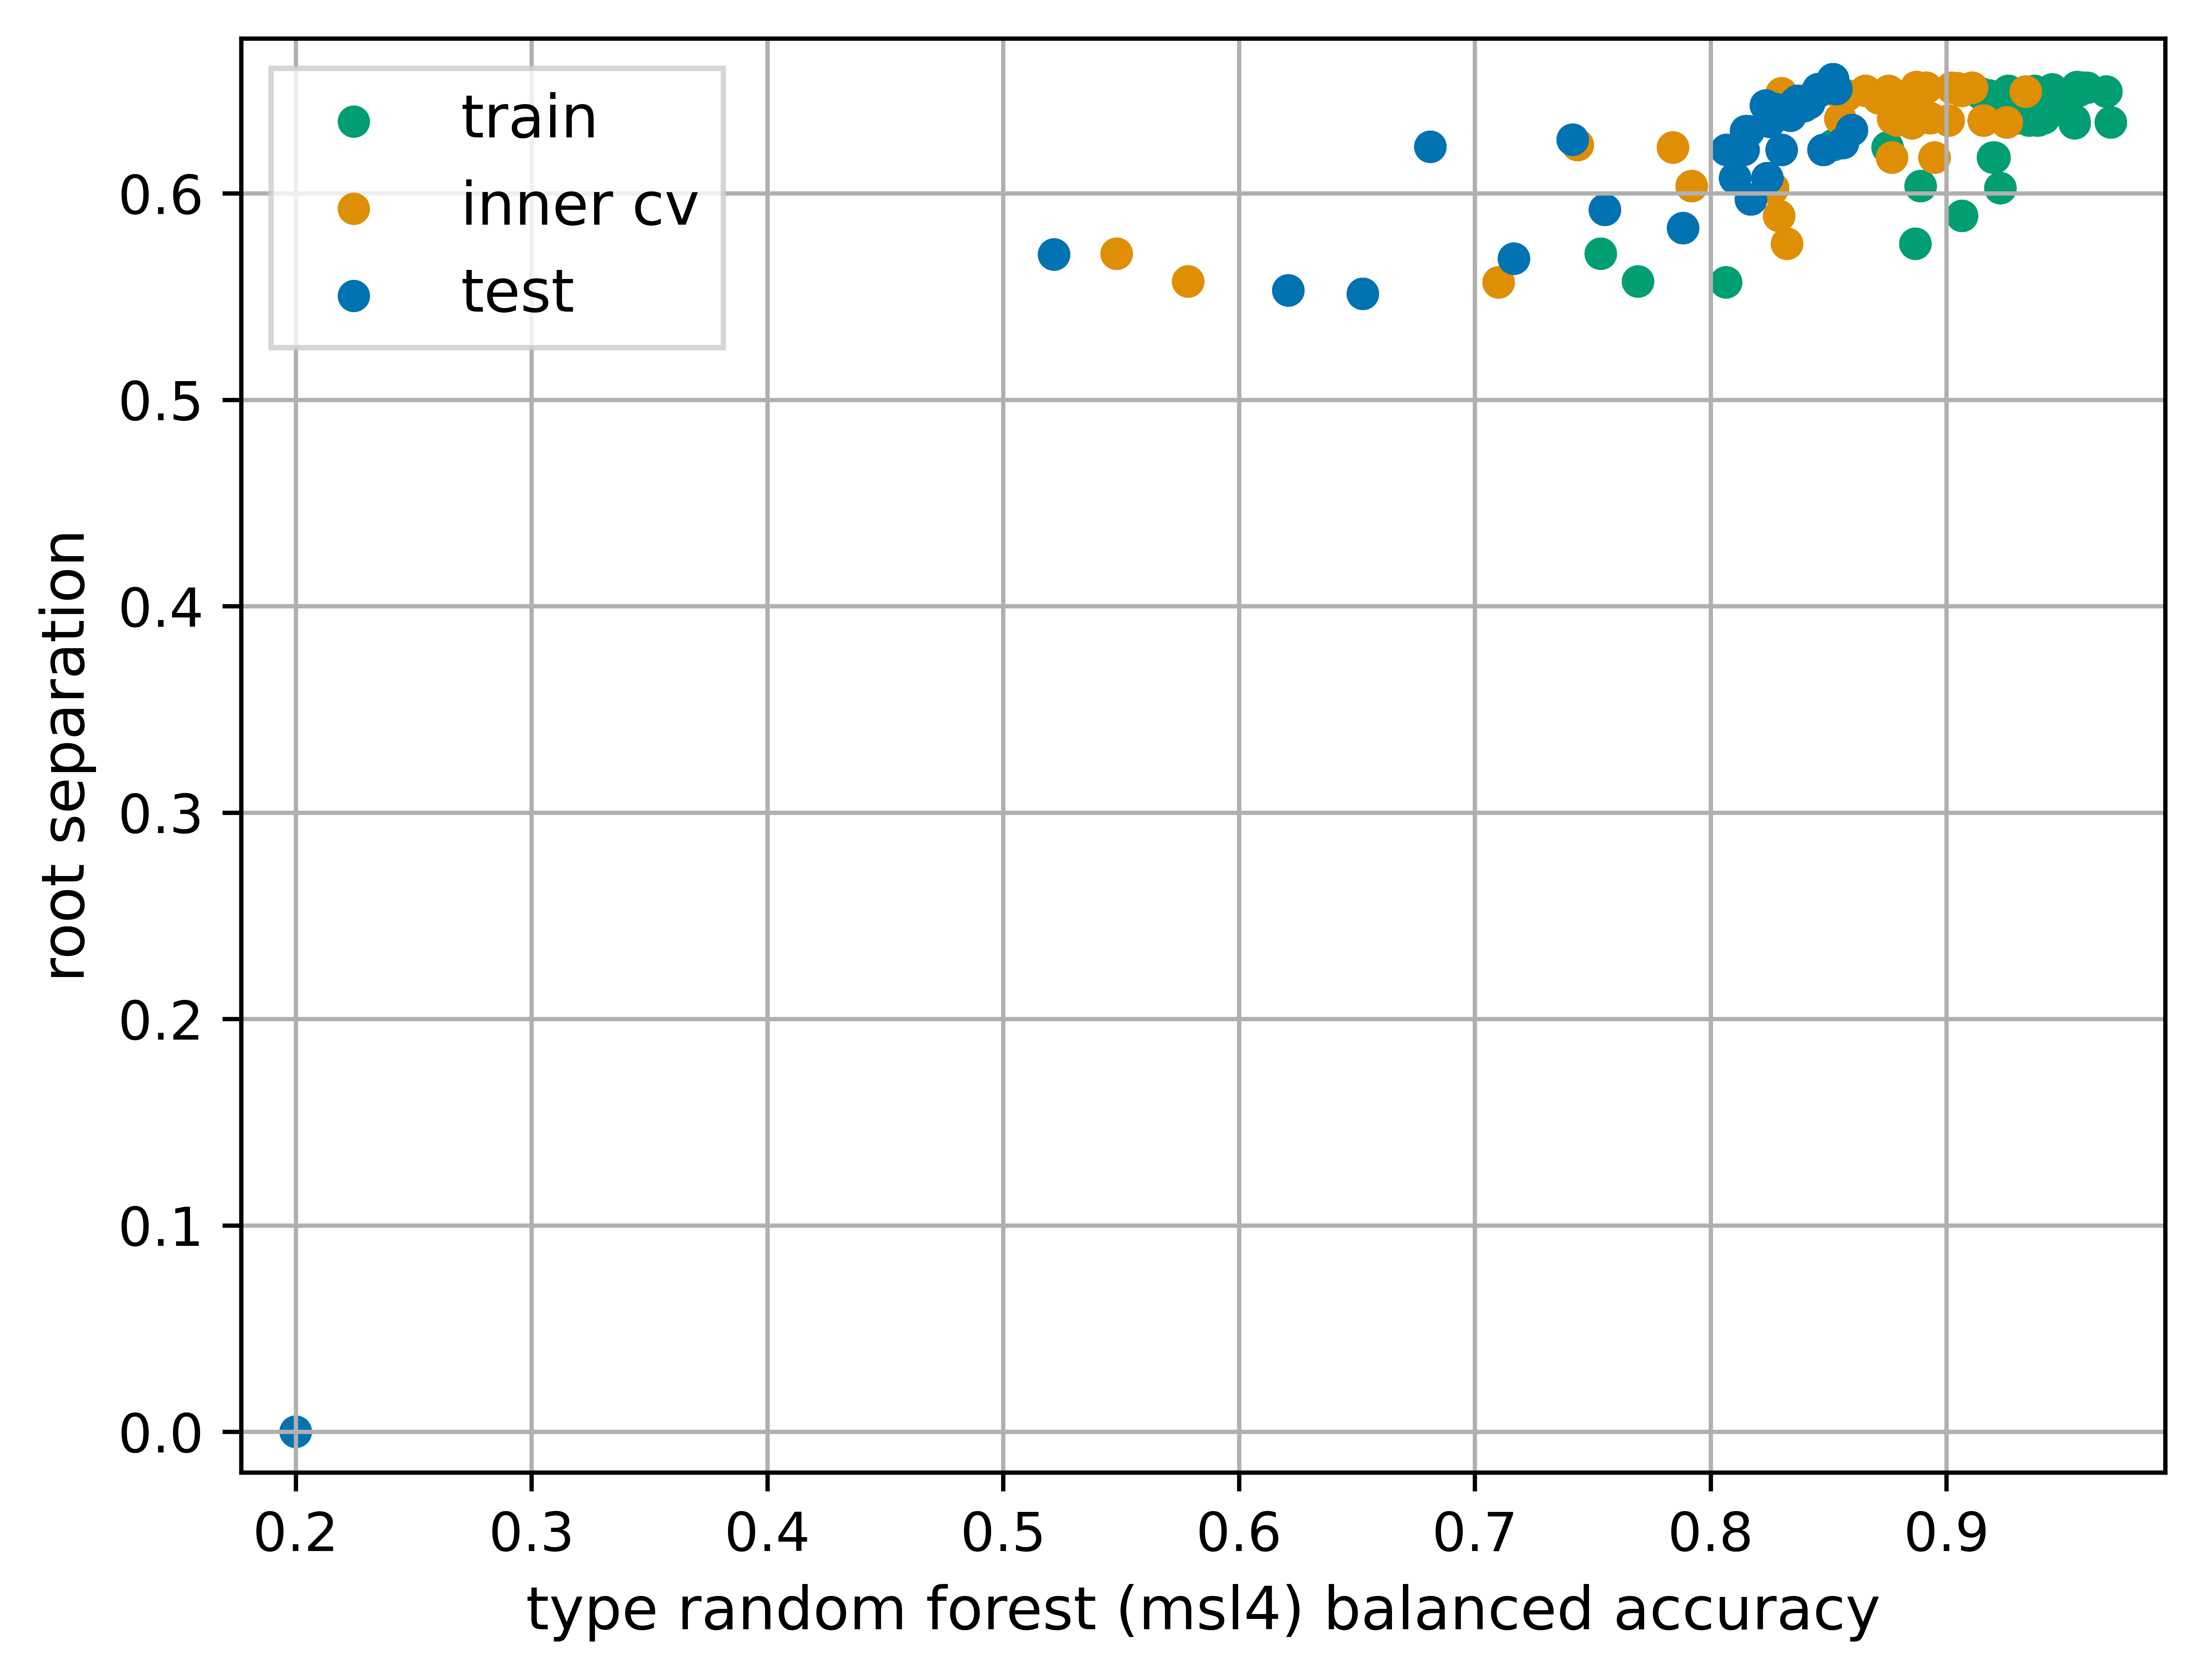 train
inner cv
test
root separation
0.6
0.5
0.4
0.3
0.2
0.1
0.0
0.2 0.3 0.4 0.5 0.6 0.7 0.8 0.9
type random forest (msl4) balanced accuracy